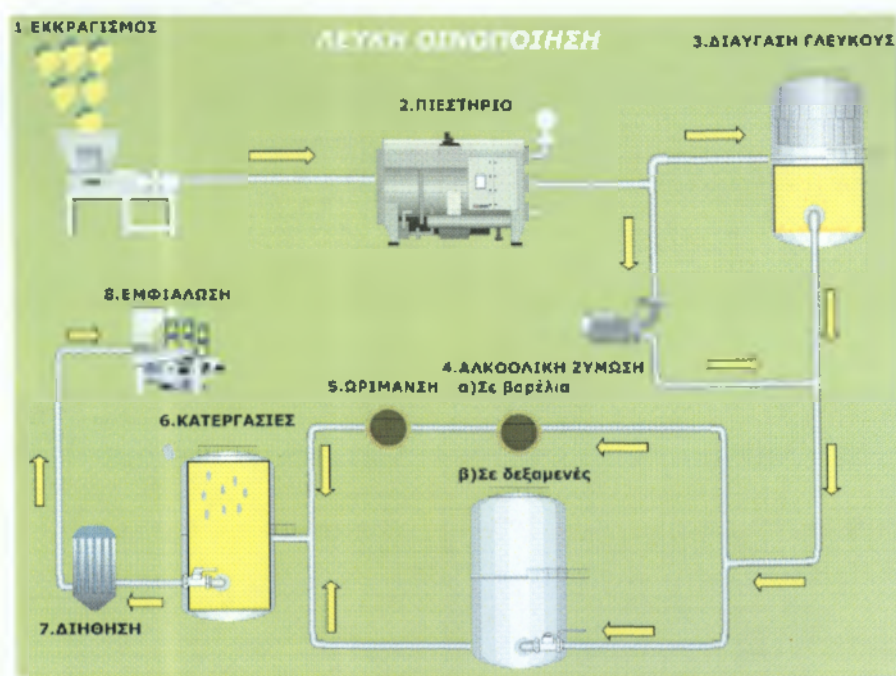 ΛΕΥΚΗ ΟΙΝΟΠΟΙΗΣΗ
1 ΕΚΚΡΑΓΙΣΜΟΣ
2.ΠΙΕΣΤΗΡΙΟ
3.ΔΙΑΥΓΑΣΗ ΓΛΕΥΚΟΥΣ
8.ΕΜΦΙΑΛΩΣΗ
4.ΑΛΚΟΟΛΙΚΗ ΖΥΜΩΣΗ
5.ΩΡΙΜΑΝΣΗ
α)Σε βαρέλια
6.ΚΑΤΕΡΓΑΣΙΕΣ
β)Σε δεξαμενές
7.ΔΙΗΘΗΣΗ